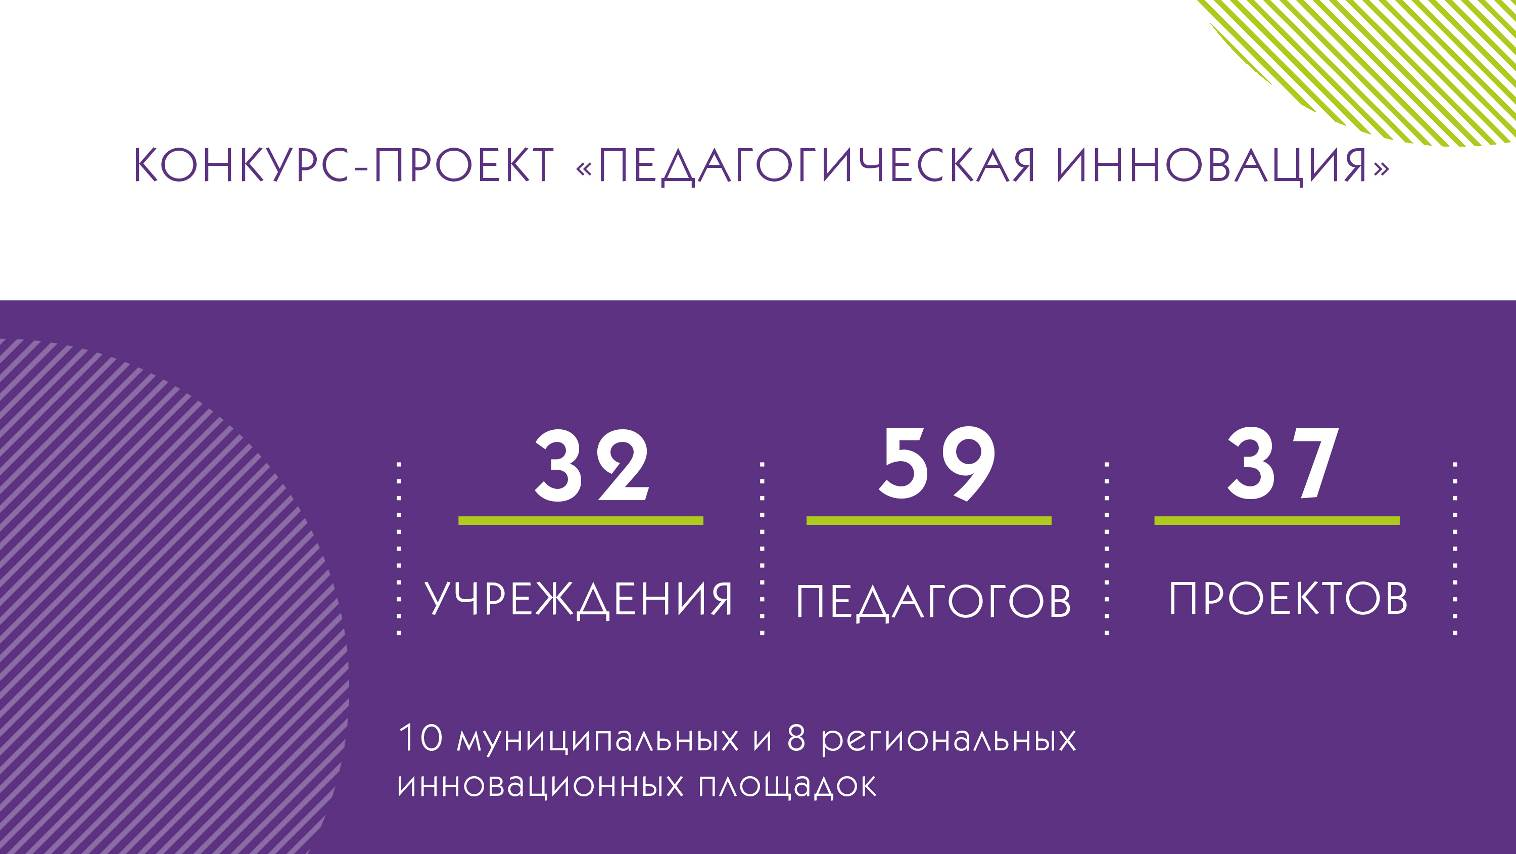 КОНКУРС-ПРОЕКТ «ПЕДАГОГИЧЕСКАЯ ИННОВАЦИЯ»
32
УЧРЕЖДЕНИЯ
59
ПЕДАГОГОВ
37
ПРОЕКТОВ
10 муниципальных и 8 региональных
инновационных площадок